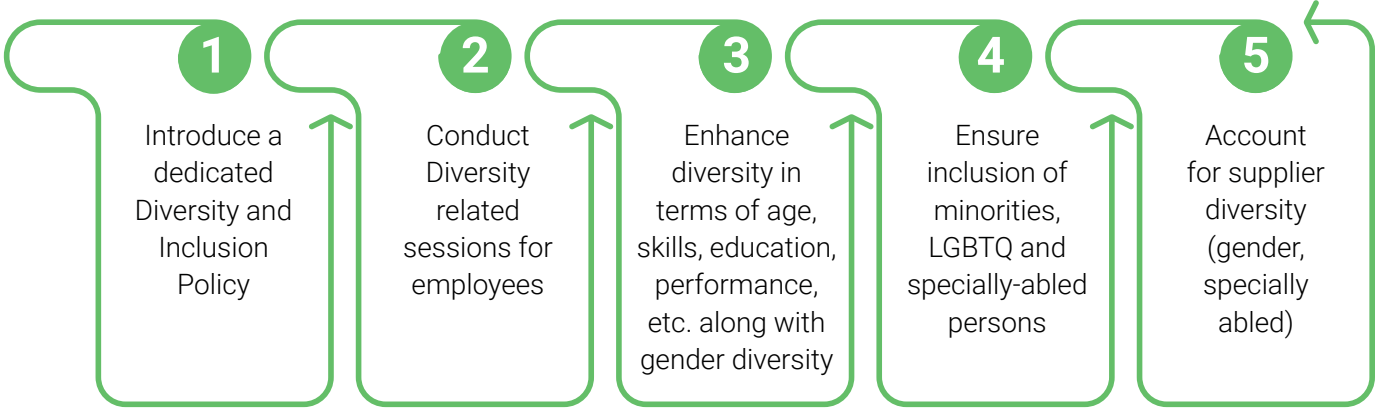 1
Introduce a
dedicated
Diversity and
Inclusion
Policy
2
Conduct
Diversity
related
sessions for
employees
3
Enhance
diversity in
terms of age,
skills, education,
performance,
etc. along with
gender diversity
4
Ensure
inclusion of
minorities,
LGBTQ and
specially-abled
persons
5
Account
for supplier
diversity
(gender,
specially
abled)